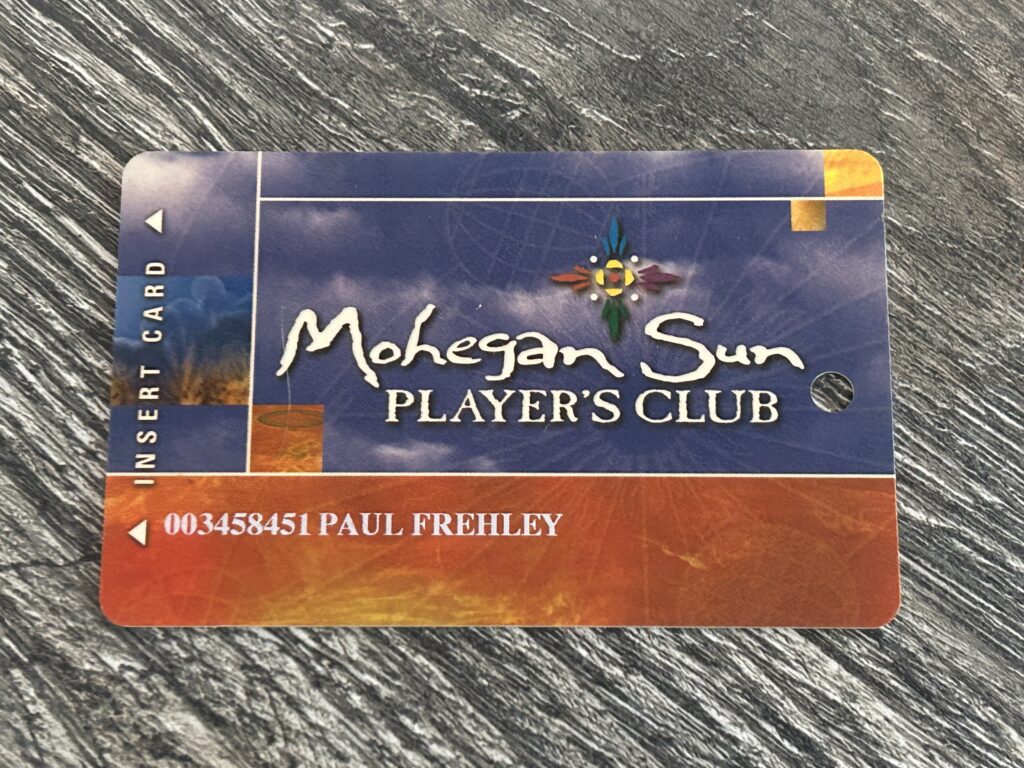 INSERT CARD
Mohegan Sun
PLAYER'S CLUB
003458451 PAUL FREHLEY